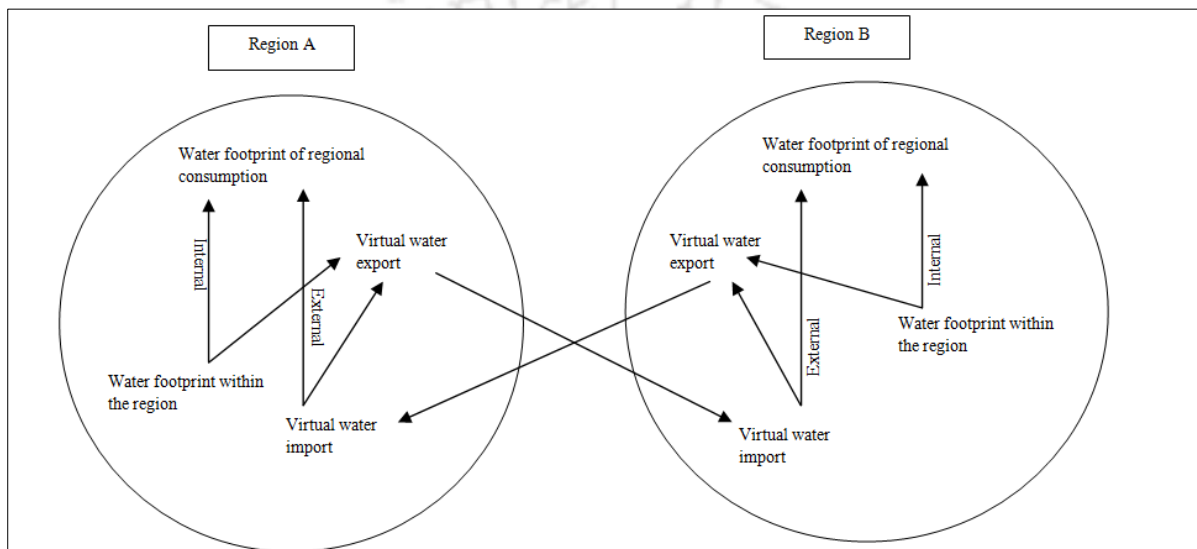 Region A
Region B
Water footprint of regional
consumption
Internal
External
Virtual water
export
Water footprint within
the region
Virtual water
import
Water footprint of regional
consumption
Virtual water
export
Internal
External
Water footprint within
the region
Virtual water
import